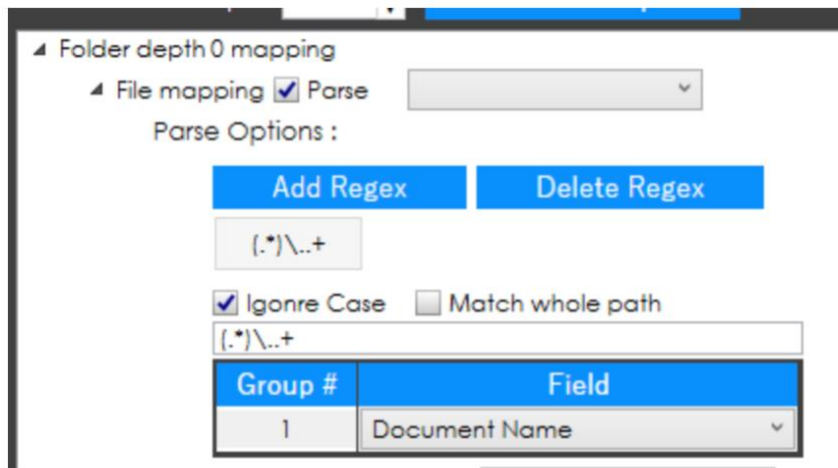 Folder depth 0 mapping
File mapping Parse
Parse Options :
Add Regex Delete Regex
(.*)\..+
Igonre Case Match whole path
(.*)\..+
Group # Field
1 Document Name